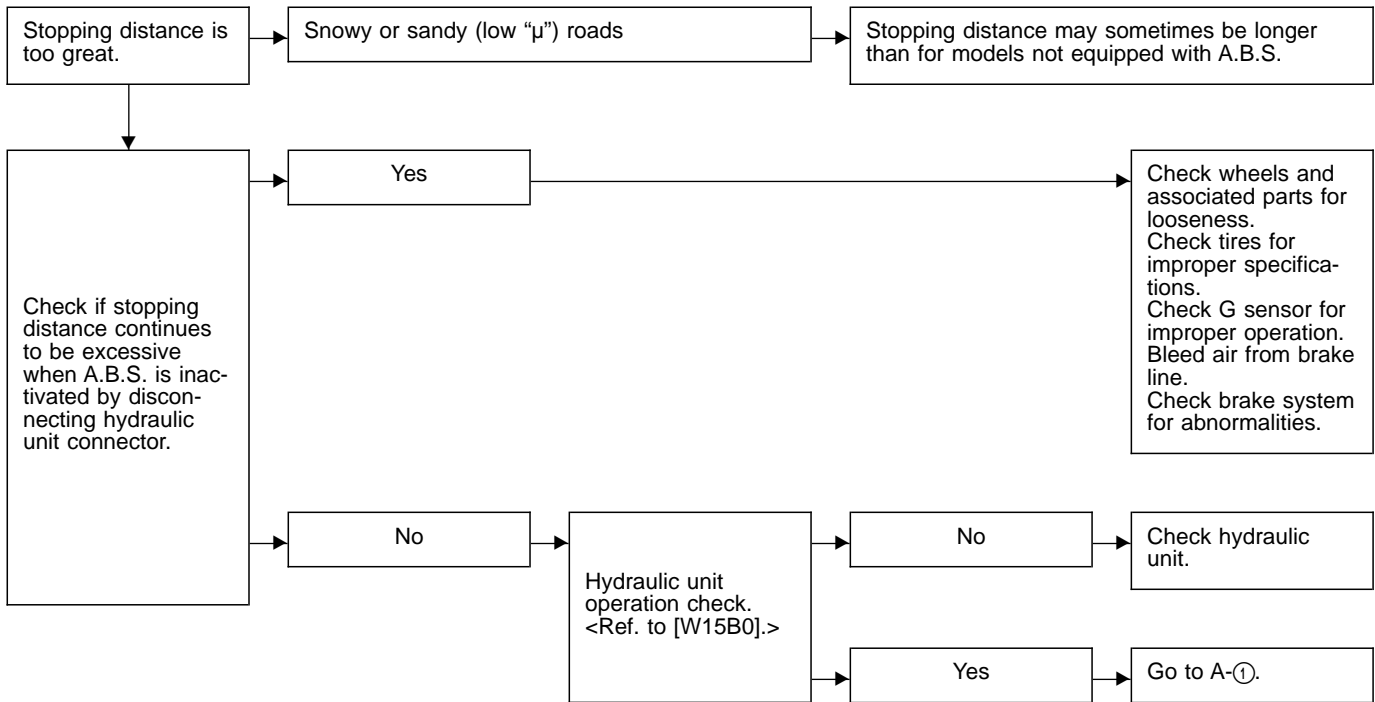 Stopping distance is
too great.
Snowy or sandy (low “µ”) roads
Stopping distance may sometimes be longer
than for models not equipped with A.B.S.
Check if stopping
distance continues
to be excessive
when A.B.S. is inac-
tivated by discon-
necting hydraulic
unit connector.
Yes
Check wheels and
associated parts for
looseness.
Check tires for
improper specifica-
tions.
Check G sensor for
improper operation.
Bleed air from brake
line.
Check brake system
for abnormalities.
No
Hydraulic unit
operation check.
<Ref. to [W15B0].>
No
Check hydraulic
unit.
Yes
Go to A-①.